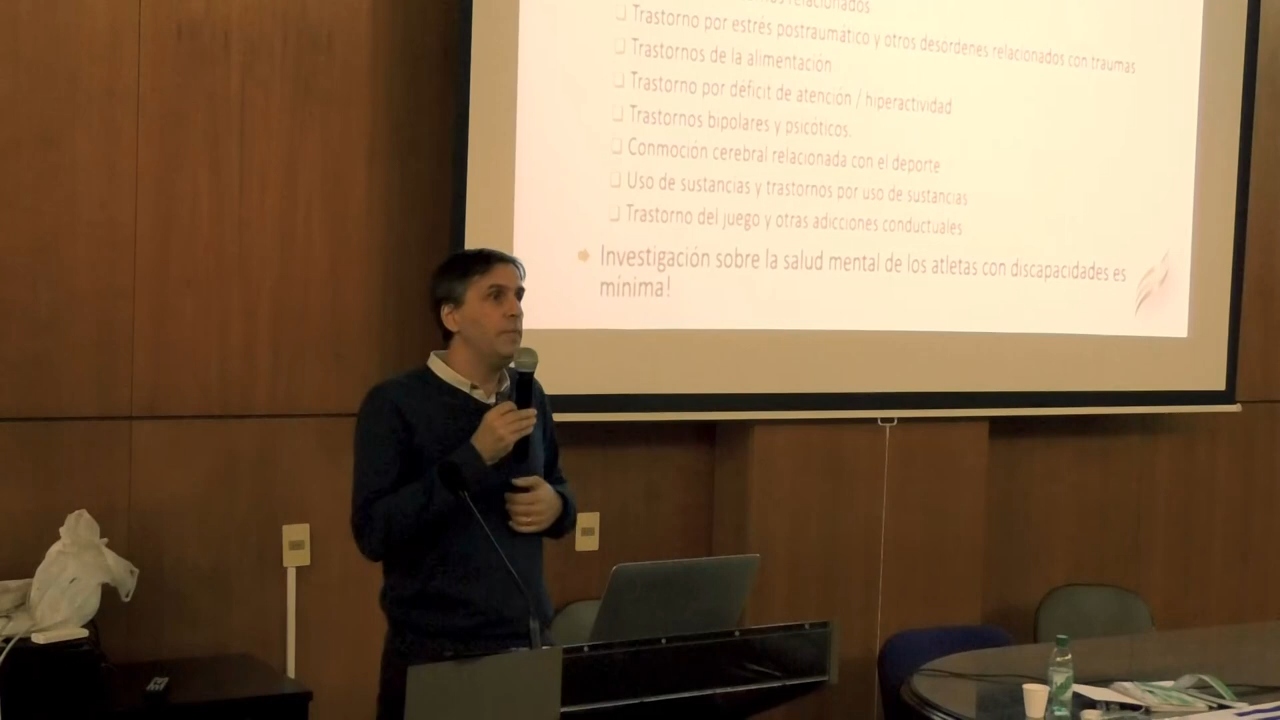 relacionados
Trastorno por estrés postraumático y otros desordenes relacionados con traumas
Trastornos de la alimentación
Trastorno por déficit de atención / hiperactividad
Trastornos bipolares y psicóticos.
Conmoción cerebral relacionada con el deporte
Uso de sustancias y trastornos por uso de sustancias
Trastorno del juego y otras adicciones conductuales
Investigación sobre la salud mental de los atletas con discapacidades es
mínima!